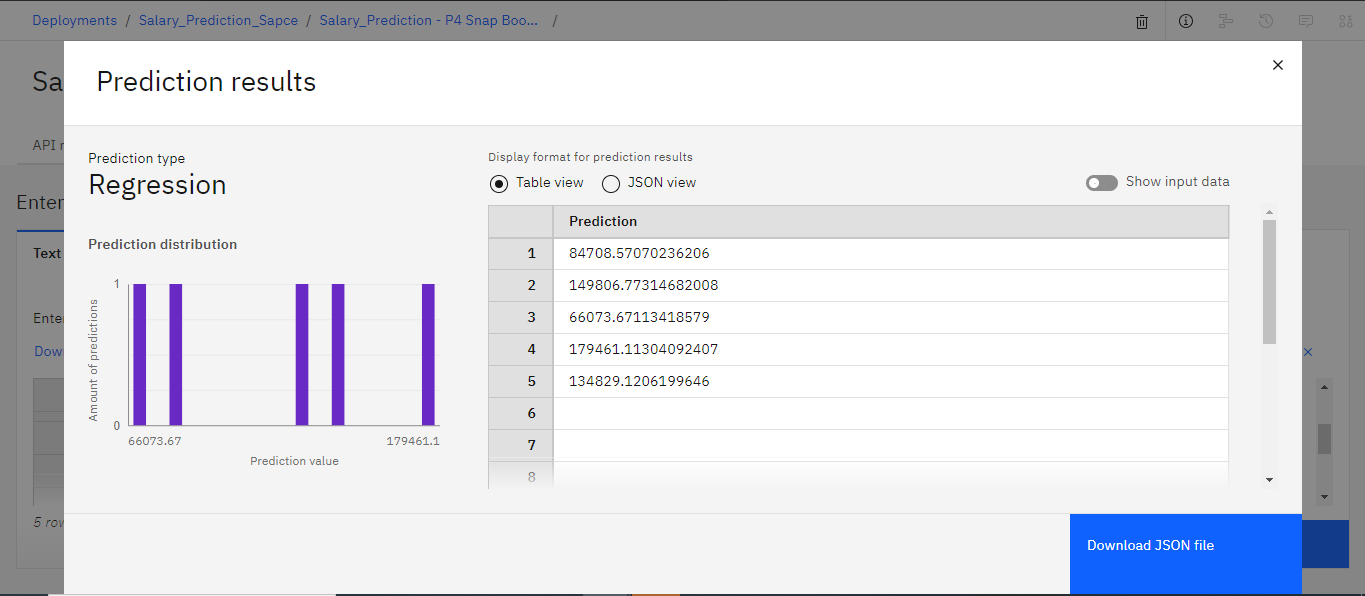 Deployments / Salary_Prediction_Sapce / Salary_Prediction - P4 Snap Boo... /
Sa
Prediction results
API r
Prediction type
Regression
Display format for prediction results
Table view JSON view
Show input data
Enter
Text
Prediction distribution
Prediction
1 84708.57070236206
2 149806.77314682008
3 66073.67113418579
4 179461.11304092407
5 134829.1206199646
6
7
8
1
Amount of predictions
0
66073.67 179461.1
Prediction value
Enter
Dow
5 row
Download JSON file